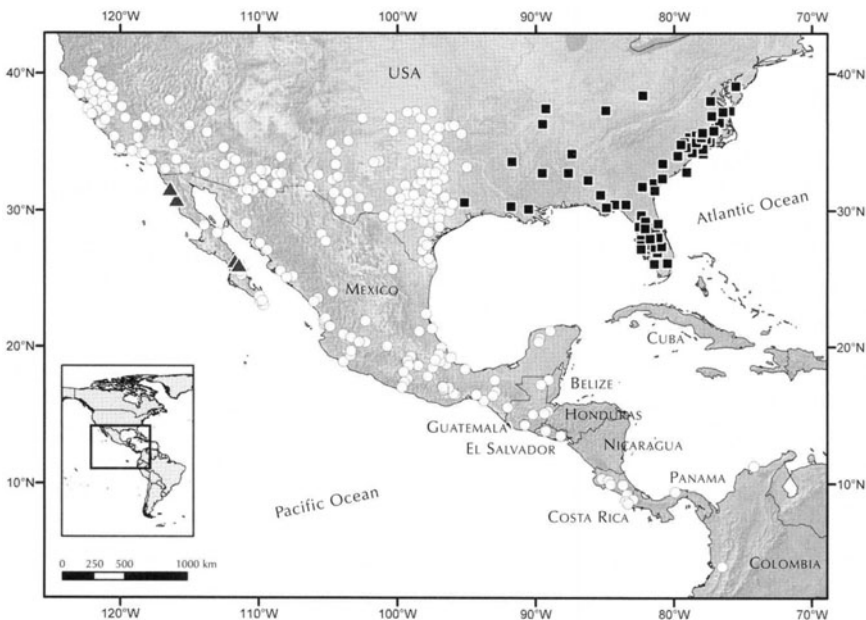 120°W 110°W 100°W 90°W 80°W 70°W
40°N 40°N
USA
Atlantic Ocean
30°N 30°N
MEXICO
CUBA
20°N 20°N
BELIZE
HONDURAS
GUATEMALA
EL SALVADOR
NICARAGUA
PANAMA
Pacific Ocean
10°N 10°N
COSTA RICA
COLOMBIA
0 250 500 1000 km
120°W 110°W 100°W 90°W 80°W 70°W